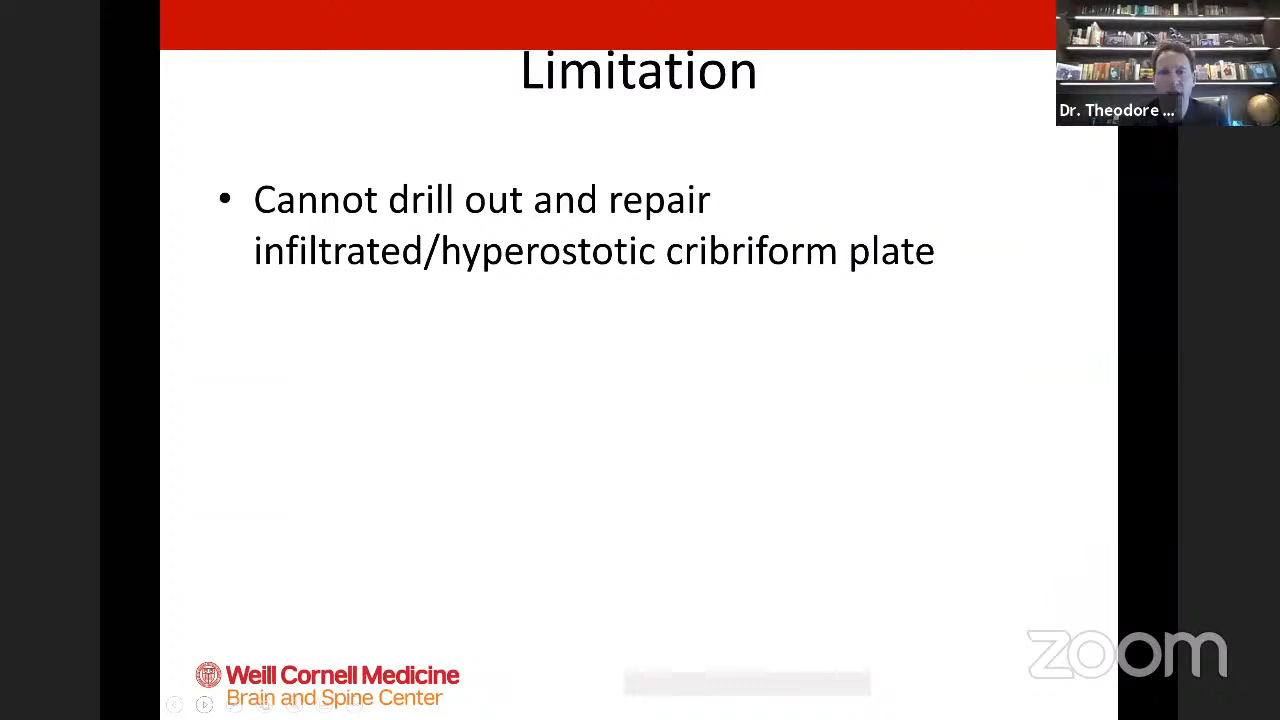 Limitation
Dr. Theodore ...
• Cannot drill out and repair
infiltrated/hyperostotic cribriform plate
zoom
Weill Cornell Medicine
Brain and Spine Center